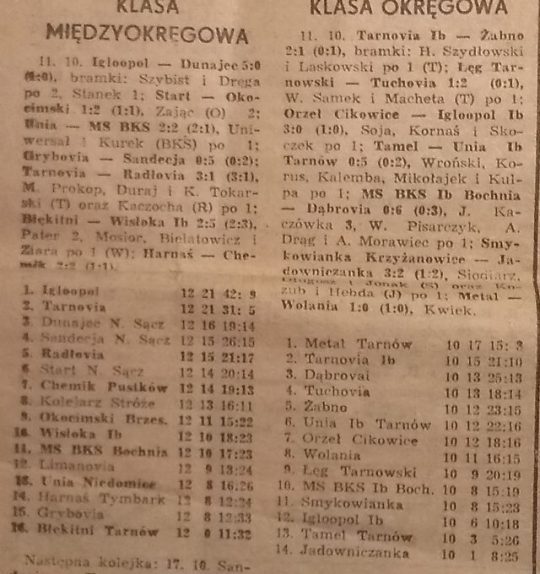 KLASA
MIĘDZYOKRĘGOWA
11. 10. Igloopol — Dunajec 5:0
bramki: Szybist i Dręga
po 2, Stanek 1; Start — Oko-
cimski 1:2 (1:1), Zając (O) 2;
Unia — MS BKS 2:2 (2:1), Uni-
wersał i Kurek (BKS) po 1;
Grybovia — Sandecja 0:5 (0:2);
Tarnovia — Radłovia 3:1 (3:1),
M. Prokop, Duraj i K. Tokar-
ski (T) oraz Kaczocha (R) po 1;
Błękitni — Wisłoka Ib 2:5 (2:3),
Pater 2, Mosior, Bielatowicz i
Ziara po 1 (W); Harnaś — Che-
mik 2:2 (1:1)
1. Igloopol 12 21 42: 9
2. Tarnovia 12 21 31: 5
3 Dunajec N. Sącz 12 16 19:14
4. Sandecja N. Sącz 12 15 26:15
5. Radłovia 12 15 21:17
6. Start N. Sącz 12 14 20:14
7. Chemik Pustków 12 14 19:13
8. Kolejarz Stróże 12 13 16:11
9. Okocimski Brzes. 12 11 15:22
10. Wisłoka Ib 12 10 18:23
11. MS BKS Bochnia 12 10 17:23
12. Limanovia 12 9 13:24
13. Unia Niedomice 12 8 16:26
14. Harnaś Tymbark 12 8 12:24
15. Grybovia 12 8 12:33
16. Błękitni Tarnów 12 0 11:32
Następna kolejka: 17. 10. San-
KLASA OKRĘGOWA
11. 10. Tarnovia Ib — Żabno
2:1 (0:1), bramki: H. Szydłowski
i Laskowski po 1 (T); Łęg Tar-
nowski — Tuchovia 1:2 (0:1),
W. Samek i Macheta (T) po 1;
Orzeł Cikowice — Igloopol Ib
3:0 (1:0), Soja, Kornaś i Sko-
czek po 1; Tamel — Unia Ib
Tarnów 0:5 (0:2), Wroński, Ko-
rus, Kalemba, Mikołajek i Kul-
pa po 1; MS BKS Ib Bochnia
— Dąbrovia 0:6 (0:3), J. Ka-
czówka 3, W. Pisarczyk, A.
Drąg i A. Morawiec po 1; Smy-
kowianka Krzyżanowice — Ja-
downiczanka 3:2 (1:2), Siodlarz,
Długosz i Jonak (S) oraz Ko-
zub i Hebda (J) po 1; Metal —
Wolania 1:0 (1:0), Kwiek.
1. Metal Tarnów 10 17 15: 3
2. Tarnovia Ib 10 15 21:10
3. Dąbrovai 10 13 25:13
4. Tuchovia 10 13 18:14
5. Żabno 10 12 23:15
6. Unia Ib Tarnów 10 12 22:16
7. Orzeł Cikowice 10 12 18:16
8. Wolania 10 11 16:15
9. Łęg Tarnowski 10 9 20:19
10. MS BKS Ib Boch. 10 8 15:19
11. Smykowianka 10 8 15:23
12. Igloopol Ib 10 6 10:18
13. Tamel Tarnów 10 3 5:26
14. Jadowniczanka 10 1 8:25